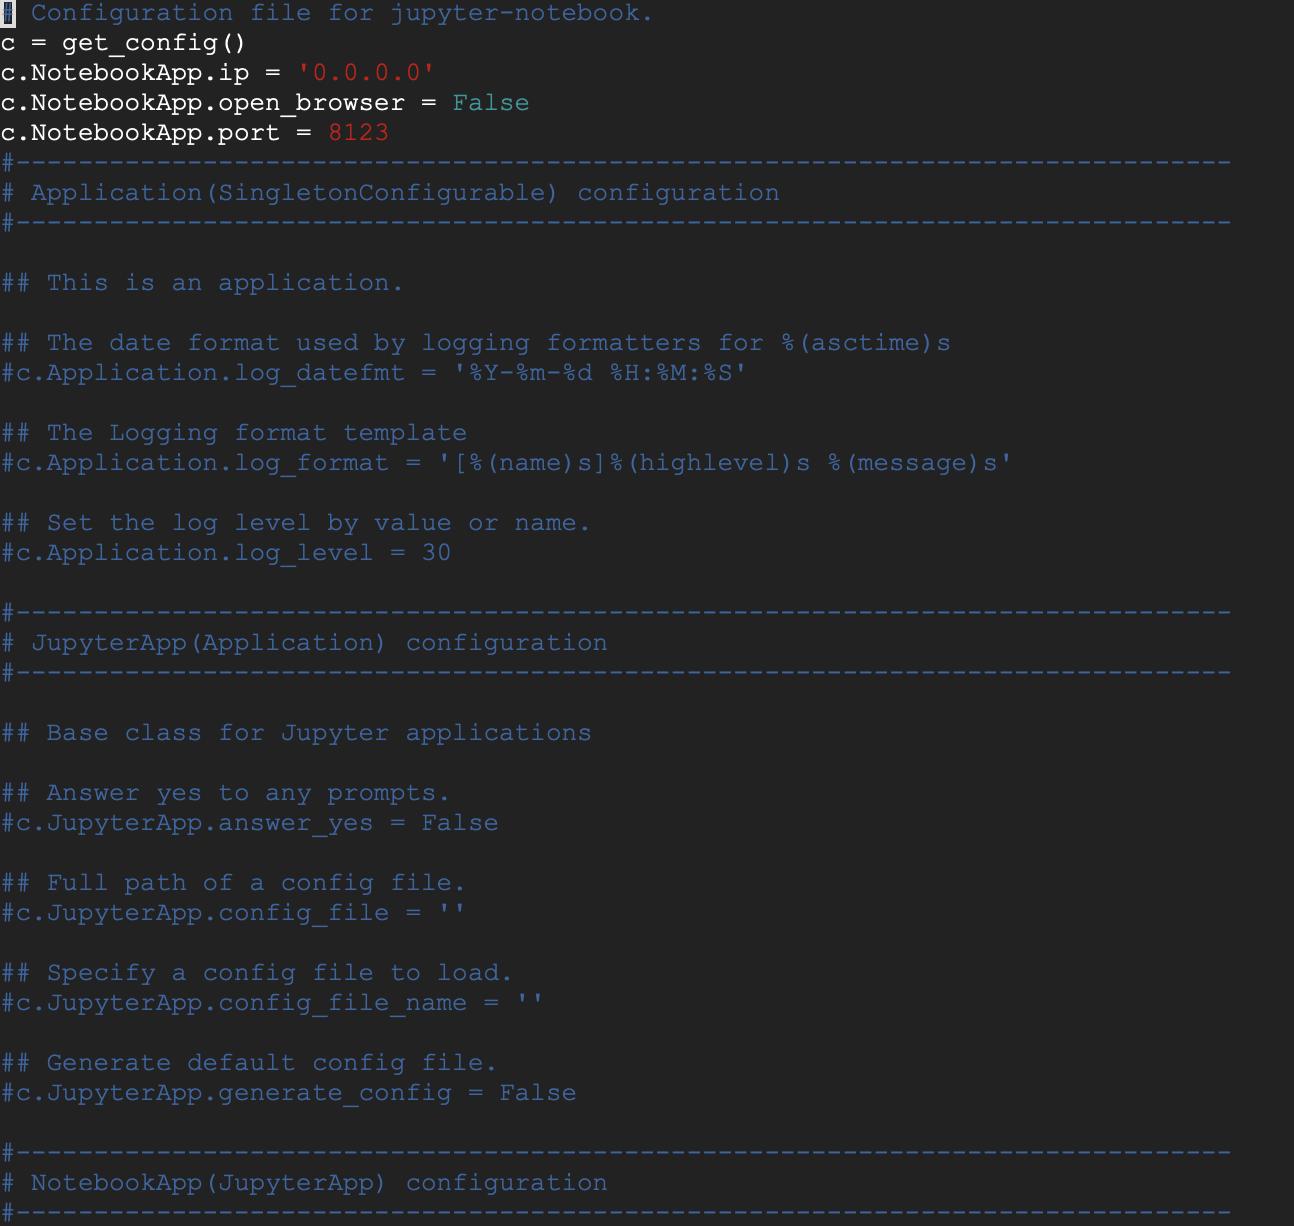 # Configuration file for jupyter-notebook.
c = get_config()
c.NotebookApp.ip = '0.0.0.0'
c.NotebookApp.open_browser = False
c.NotebookApp.port = 8123
#------------------------------------------------------------------------------
# Application(SingletonConfigurable) configuration
#------------------------------------------------------------------------------
## This is an application.
## The date format used by logging formatters for %(asctime)s
#c.Application.log_datefmt = '%Y-%m-%d %H:%M:%S'
## The Logging format template
#c.Application.log_format = '[%(name)s]%(highlevel)s %(message)s'
## Set the log level by value or name.
#c.Application.log_level = 30
#------------------------------------------------------------------------------
# JupyterApp(Application) configuration
#------------------------------------------------------------------------------
## Base class for Jupyter applications
## Answer yes to any prompts.
#c.JupyterApp.answer_yes = False
## Full path of a config file.
#c.JupyterApp.config_file = ''
## Specify a config file to load.
#c.JupyterApp.config_file_name = ''
## Generate default config file.
#c.JupyterApp.generate_config = False
#------------------------------------------------------------------------------
# NotebookApp(JupyterApp) configuration
#------------------------------------------------------------------------------